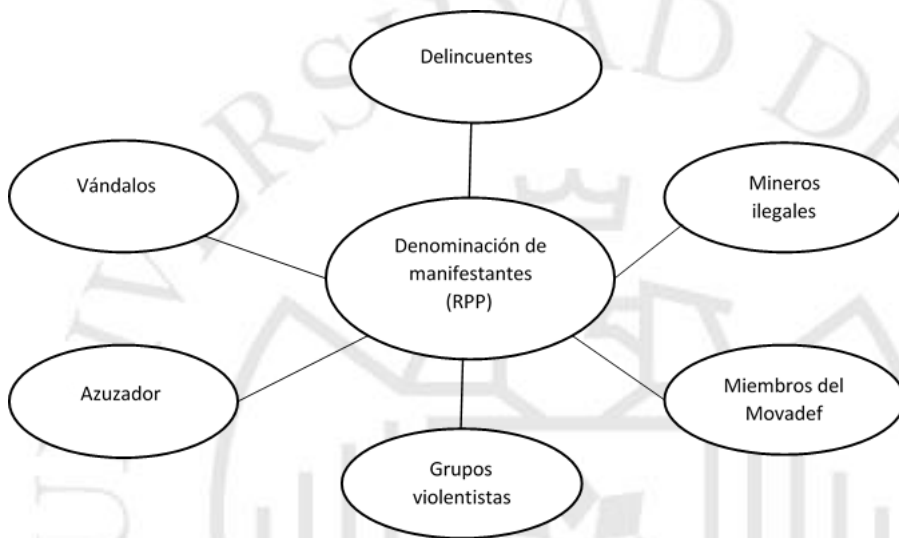 Delincuentes
Vándalos
Mineros
ilegales
Denominación de
manifestantes
(RPP)
Azuzador
Miembros del
Movadef
Grupos
violentistas